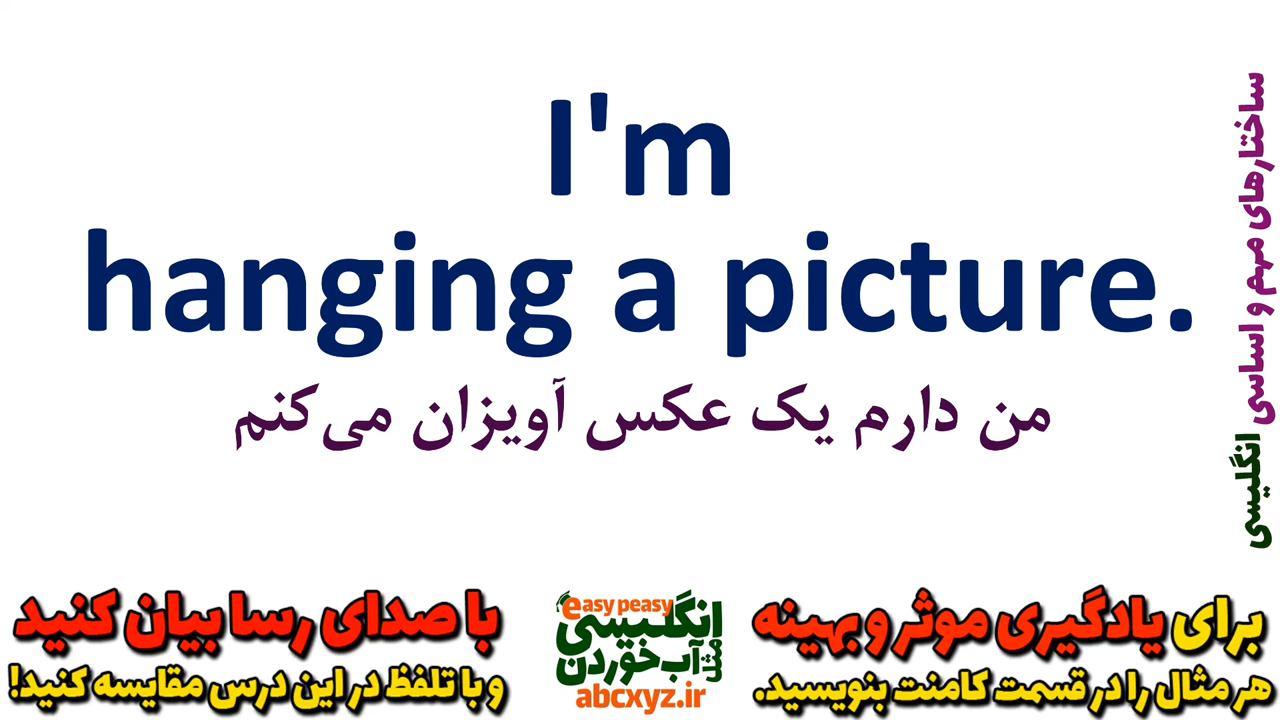 I'm
hanging a picture.
من دارم یک عکس آویزان می‌کنم
ساختارهای مهم و اساسی انگلیسی
برای یادگیری موثر و بهینه
هر مثال را در قسمت کامنت بنویسید.
easy peasy
انگلیسی
مثل آب خوردن
abcxyz.ir
با صدای رسا بیان کنید
و با تلفظ در این درس مقایسه کنید!